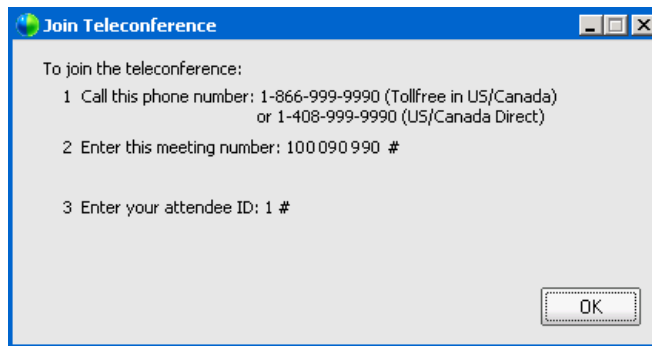 Join Teleconference
To join the teleconference:
1 Call this phone number: 1-866-999-9990 (Tollfree in US/Canada)
or 1-408-999-9990 (US/Canada Direct)
2 Enter this meeting number: 100 090 990 #
3 Enter your attendee ID: 1 #
OK